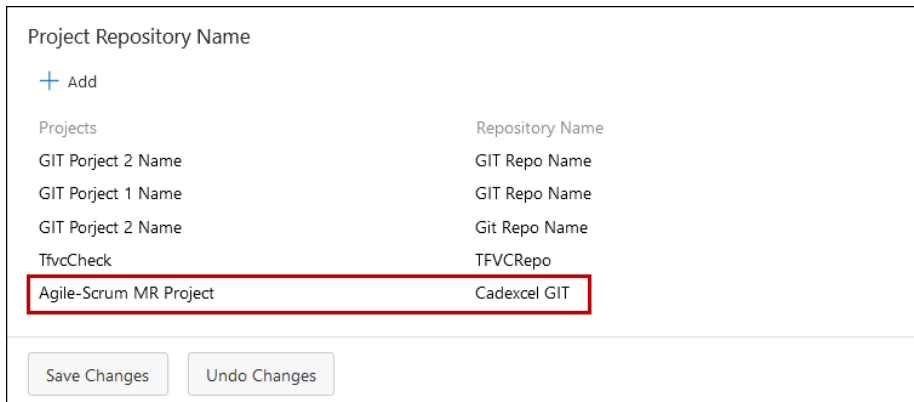 Project Repository Name
+ Add
Projects Repository Name
GIT Porject 2 Name GIT Repo Name
GIT Porject 1 Name GIT Repo Name
GIT Porject 2 Name Git Repo Name
TfvcCheck TFVCRepo
Agile-Scrum MR Project Cadexcel GIT
Save Changes Undo Changes